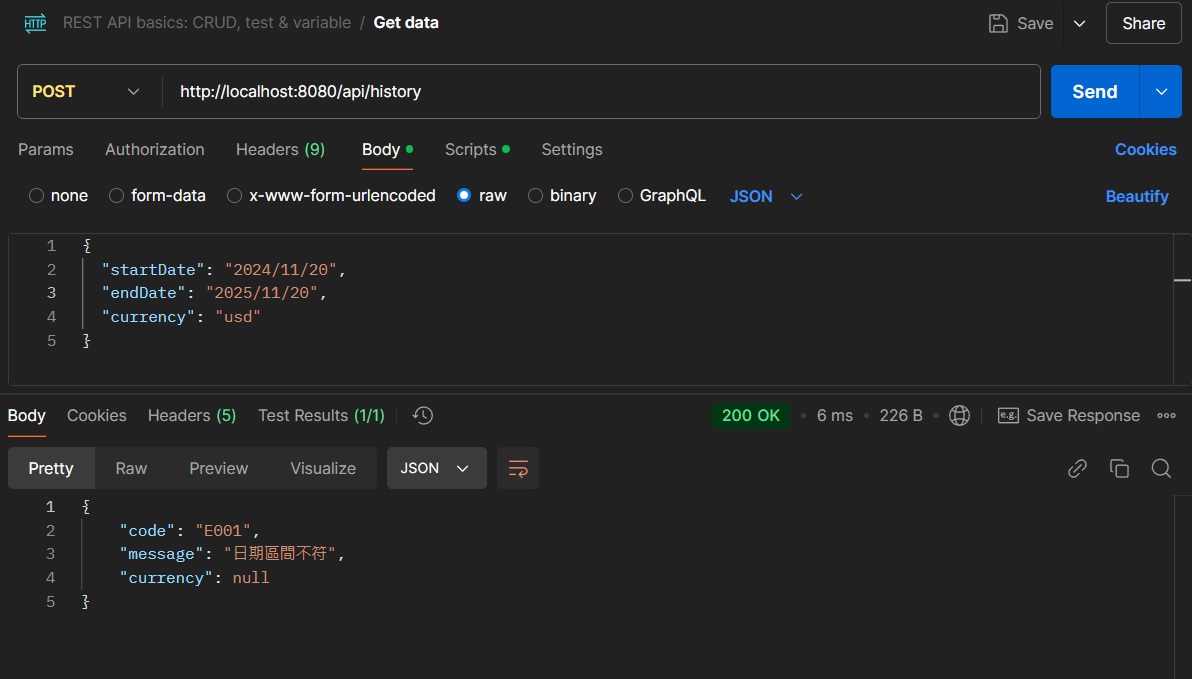 HTTP REST API basics: CRUD, test & variable / Get data Save Share
POST http://localhost:8080/api/history Send
Params Authorization Headers (9) Body Scripts Settings Cookies
none form-data x-www-form-urlencoded raw binary GraphQL JSON Beautify
1 {
2 "startDate": "2024/11/20",
3 "endDate": "2025/11/20",
4 "currency": "usd"
5 }
Body Cookies Headers (5) Test Results (1/1) 200 OK • 6 ms • 226 B • e.g. Save Response
Pretty Raw Preview Visualize JSON
1 {
2 "code": "E001",
3 "message": "日期區間不符",
4 "currency": null
5 }